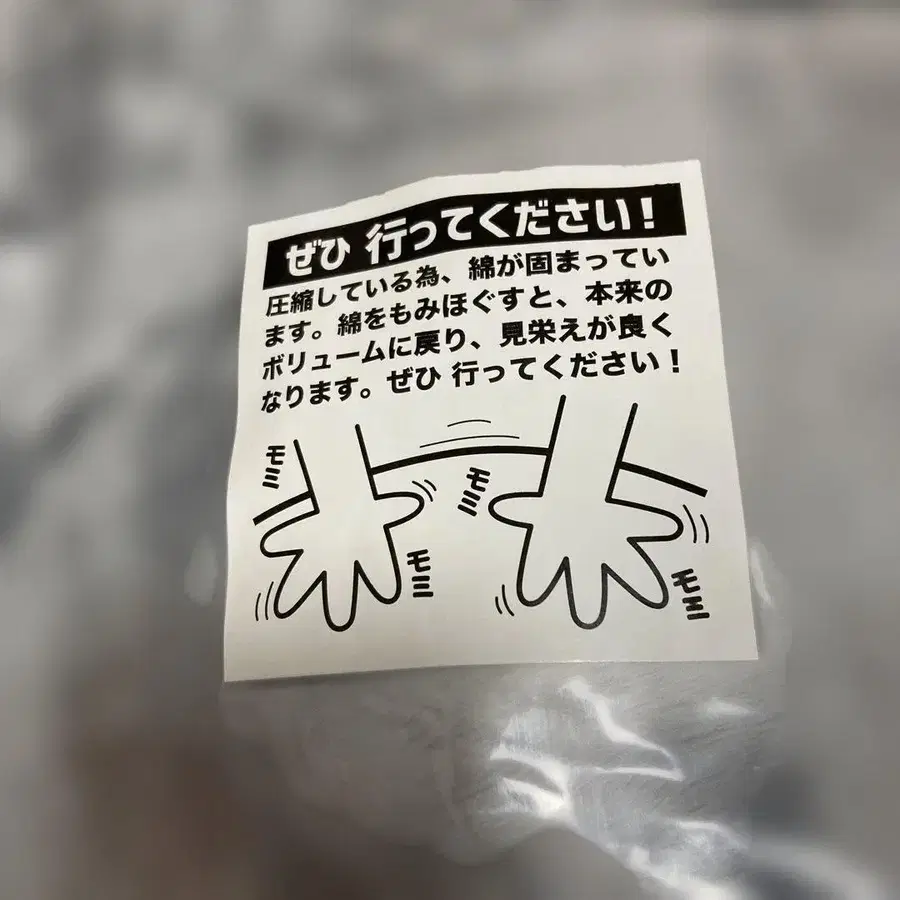 ぜひ 行ってください!
圧縮している為、綿が固まってい
ます。綿をもみほぐすと、本来の
ボリュームに戻り、見栄えが良く
なります。ぜひ 行ってください!
モミ
モミ
モミ
モミ